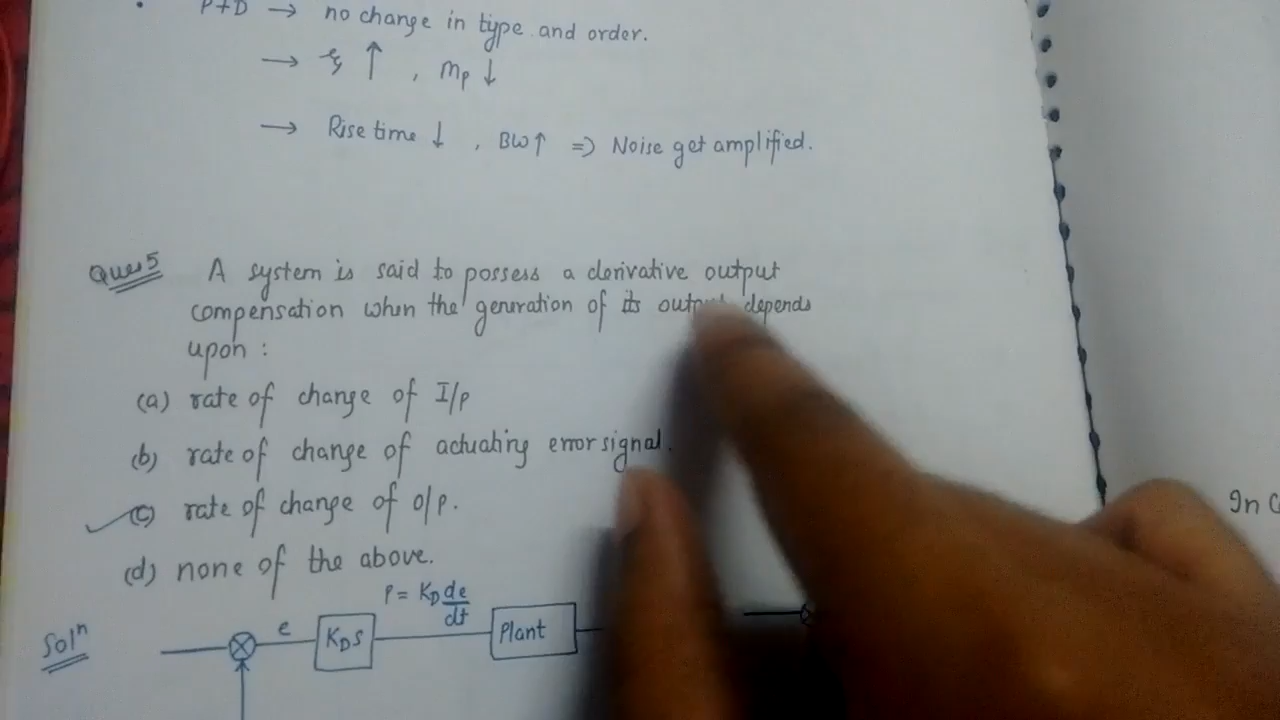 P+D → no change in type and order.
→ ξ ↑ , Mp ↓
→ Rise time ↓ , BW↑ => Noise get amplified.
Ques 5 A system is said to possess a derivative output
compensation when the generation of its output depends
upon :
(a) rate of change of I/p
(b) rate of change of actuating error signal.
(c) rate of change of o/p.
(d) none of the above.
P = KD de/dt
Solⁿ e KDS Plant